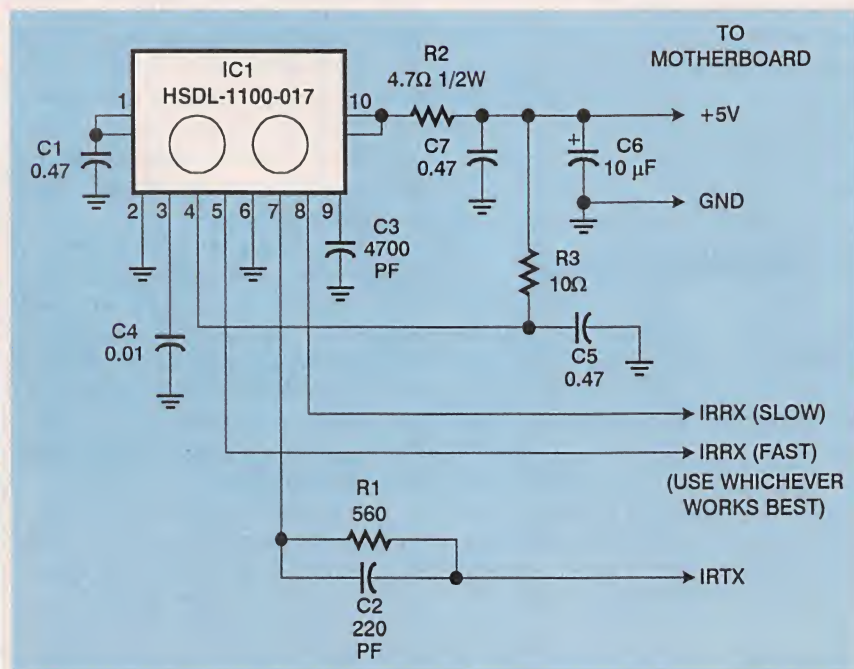 TO
MOTHERBOARD
IC1
HSDL-1100-017
1
10
R2
4.7Ω 1/2W
+5V
C1
0.47
C7
0.47
+
C6
10 µF
GND
2
3
4
5
6
7
8
9
C3
4700
PF
R3
10Ω
C4
0.01
C5
0.47
IRRX (SLOW)
IRRX (FAST)
(USE WHICHEVER
WORKS BEST)
R1
560
IRTX
C2
220
PF